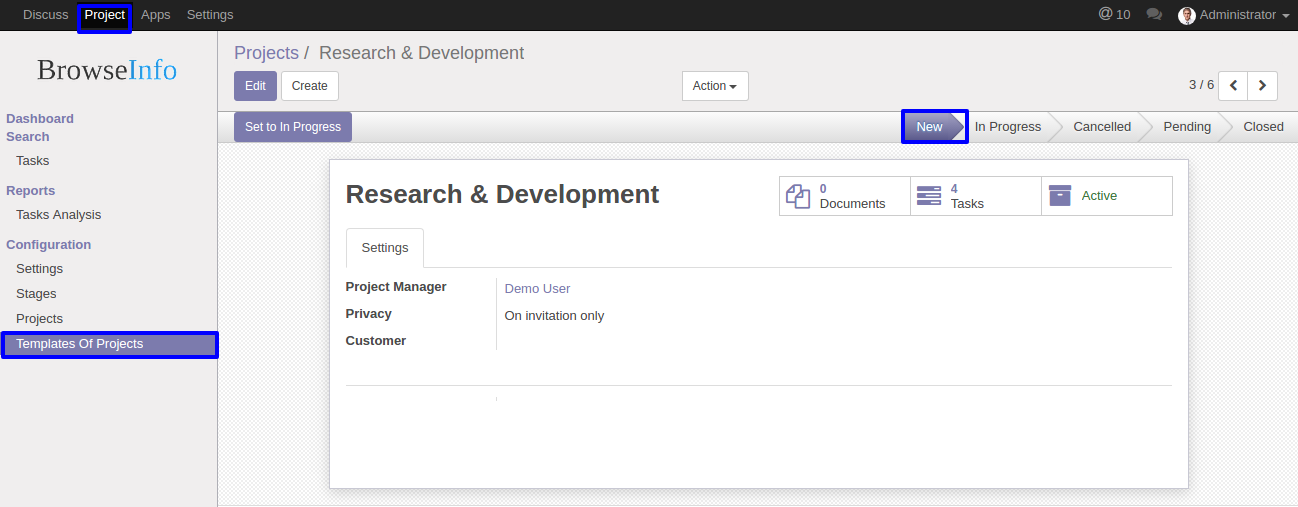 Discuss Project Apps Settings @ 10 Administrator
BrowseInfo
Dashboard
Search
Tasks
Reports
Tasks Analysis
Configuration
Settings
Stages
Projects
Templates Of Projects
Projects / Research & Development
Edit Create Action 3 / 6
Set to In Progress New In Progress Cancelled Pending Closed
Research & Development
0
Documents
4
Tasks
Active
Settings
Project Manager Demo User
Privacy On invitation only
Customer